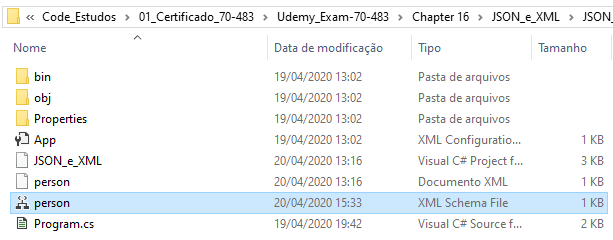 « Code_Estudos > 01_Certificado_70-483 > Udemy_Exam-70-483 > Chapter 16 > JSON_e_XML > JSON_
Nome Data de modificação Tipo Tamanho
bin 19/04/2020 13:02 Pasta de arquivos
obj 19/04/2020 13:02 Pasta de arquivos
Properties 19/04/2020 13:02 Pasta de arquivos
App 19/04/2020 13:02 XML Configuratio... 1 KB
JSON_e_XML 20/04/2020 13:16 Visual C# Project f... 3 KB
person 20/04/2020 13:16 Documento XML 1 KB
person 20/04/2020 15:33 XML Schema File 1 KB
Program.cs 19/04/2020 19:42 Visual C# Source f... 2 KB